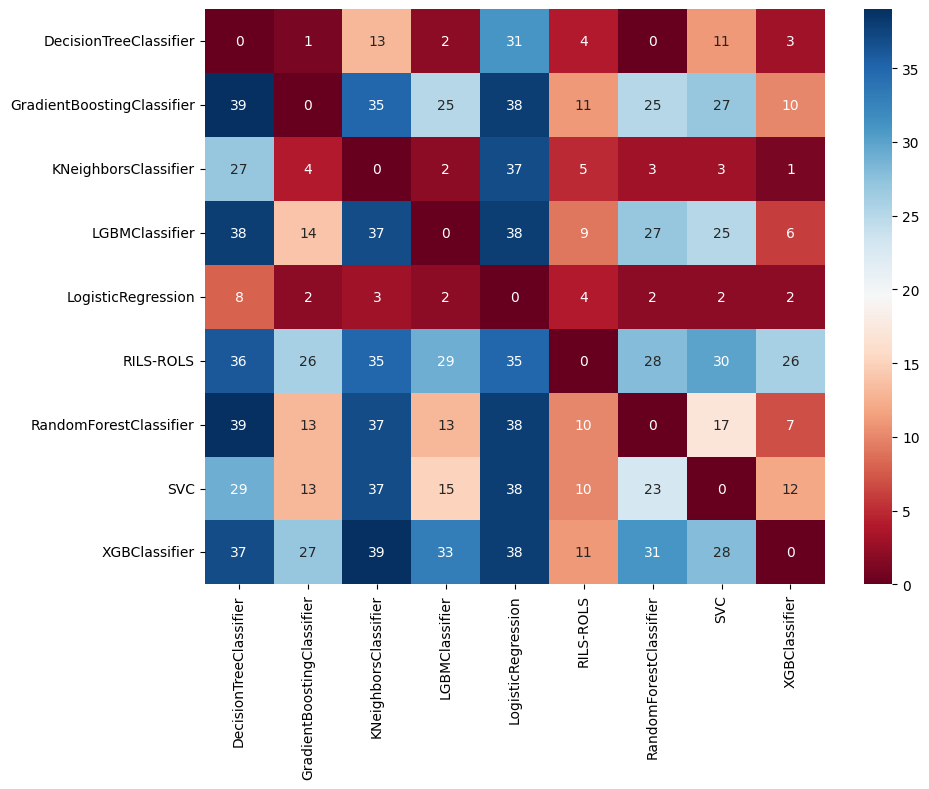 DecisionTreeClassifier 0 1 13 2 31 4 0 11 3
GradientBoostingClassifier 39 0 35 25 38 11 25 27 10
KNeighborsClassifier 27 4 0 2 37 5 3 3 1
LGBMClassifier 38 14 37 0 38 9 27 25 6
LogisticRegression 8 2 3 2 0 4 2 2 2
RILS-ROLS 36 26 35 29 35 0 28 30 26
RandomForestClassifier 39 13 37 13 38 10 0 17 7
SVC 29 13 37 15 38 10 23 0 12
XGBClassifier 37 27 39 33 38 11 31 28 0
DecisionTreeClassifier
GradientBoostingClassifier
KNeighborsClassifier
LGBMClassifier
LogisticRegression
RILS-ROLS
RandomForestClassifier
SVC
XGBClassifier
35
30
25
20
15
10
5
0